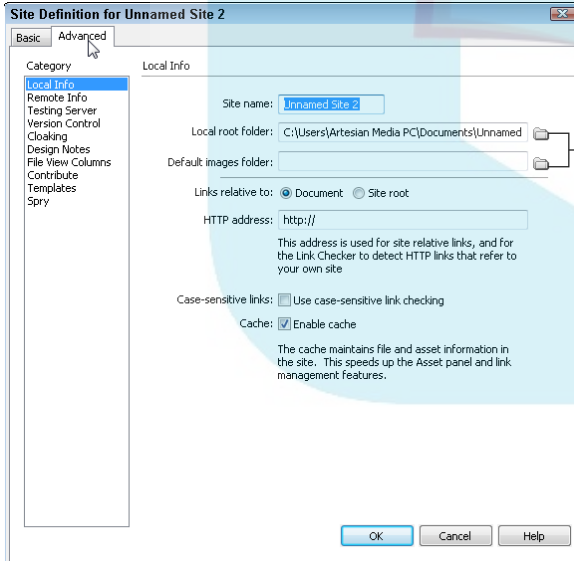 Site Definition for Unnamed Site 2
Basic
Advanced
Category
Local Info
Local Info
Remote Info
Testing Server
Version Control
Cloaking
Design Notes
File View Columns
Contribute
Templates
Spry
Site name: Unnamed Site 2
Local root folder: C:\Users\Artesian Media PC\Documents\Unnamed
Default images folder:
Links relative to: Document Site root
HTTP address: http://
This address is used for site relative links, and for
the Link Checker to detect HTTP links that refer to
your own site
Case-sensitive links: Use case-sensitive link checking
Cache: Enable cache
The cache maintains file and asset information in
the site. This speeds up the Asset panel and link
management features.
OK Cancel Help